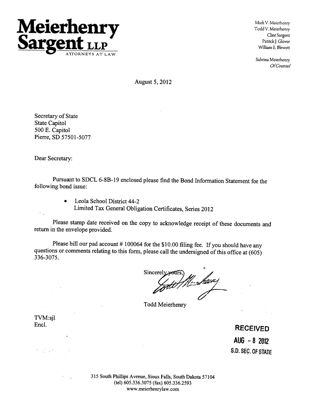 Meierhenry
Sargent LLP
ATTORNEYS AT LAW
Mark V. Meierhenry
Todd V. Meierhenry
Clint Sargent
Patrick J. Glover
William E. Blewett
Sabrina Meierhenry
Of Counsel
August 5, 2012
Secretary of State
State Capitol
500 E. Capitol
Pierre, SD 57501-5077
Dear Secretary:
Pursuant to SDCL 6-8B-19 enclosed please find the Bond Information Statement for the
following bond issue:
• Leola School District 44-2
Limited Tax General Obligation Certificates, Series 2012
Please stamp date received on the copy to acknowledge receipt of these documents and
return in the envelope provided.
Please bill our pad account # 100064 for the $10.00 filing fee. If you should have any
questions or comments relating to this form, please call the undersigned of this office at (605)
336-3075.
Sincerely yours,
Todd Meierhenry
TVM:sjl
Encl.
RECEIVED
AUG - 8 2012
S.D. SEC. OF STATE
315 South Phillips Avenue, Sioux Falls, South Dakota 57104
(tel) 605.336.3075 (fax) 605.336.2593
www.meierhenrylaw.com